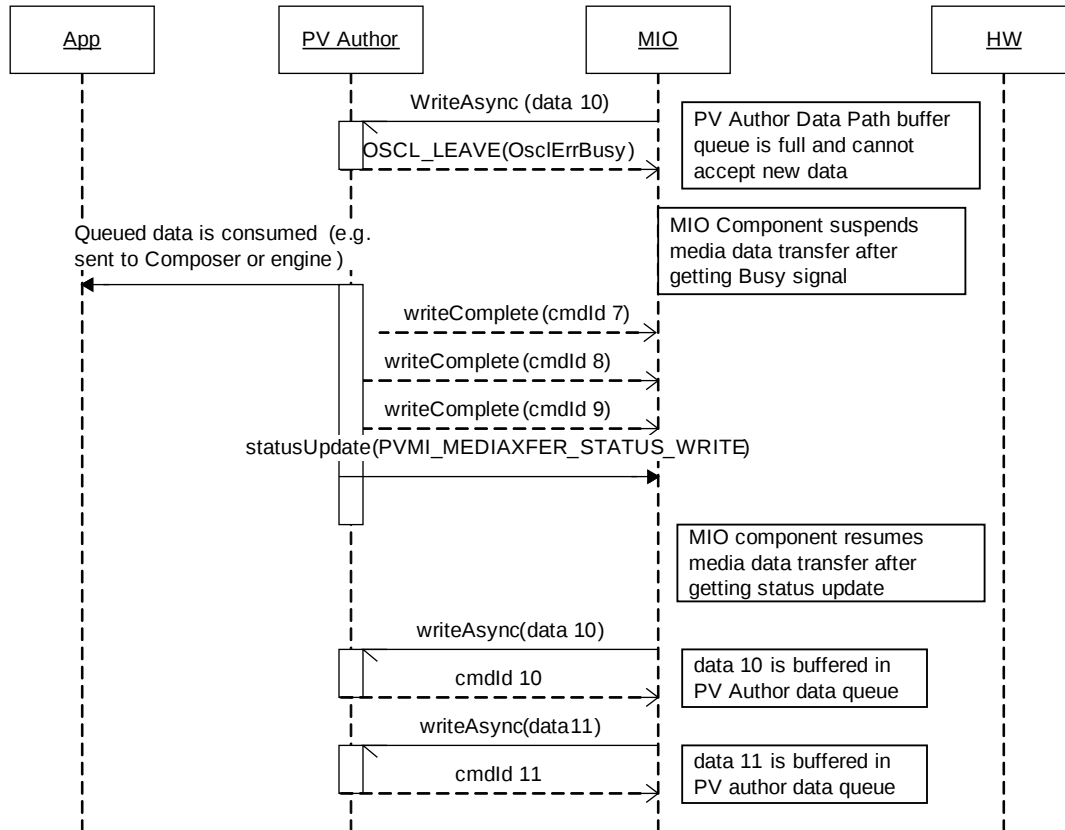 App
PV Author
MIO
HW
WriteAsync (data 10)
PV Author Data Path buffer
queue is full and cannot
accept new data
OSCL_LEAVE(OsclErrBusy)
MIO Component suspends
media data transfer after
getting Busy signal
Queued data is consumed (e.g.
sent to Composer or engine)
writeComplete(cmdId 7)
writeComplete(cmdId 8)
writeComplete(cmdId 9)
statusUpdate(PVMI_MEDIAXFER_STATUS_WRITE)
MIO component resumes
media data transfer after
getting status update
writeAsync(data 10)
cmdId 10
data 10 is buffered in
PV Author data queue
writeAsync(data11)
cmdId 11
data 11 is buffered in
PV author data queue